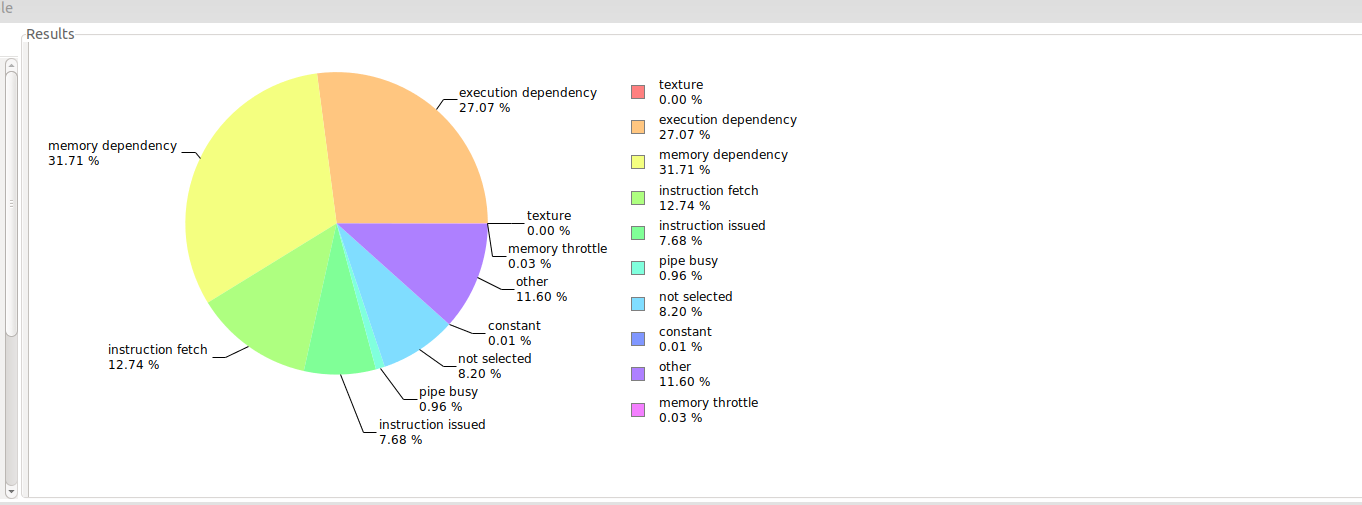 le
Results
execution dependency
27.07 %
memory dependency
31.71 %
texture
0.00 %
memory throttle
0.03 %
other
11.60 %
constant
0.01 %
not selected
8.20 %
pipe busy
0.96 %
instruction issued
7.68 %
instruction fetch
12.74 %
texture
0.00 %
execution dependency
27.07 %
memory dependency
31.71 %
instruction fetch
12.74 %
instruction issued
7.68 %
pipe busy
0.96 %
not selected
8.20 %
constant
0.01 %
other
11.60 %
memory throttle
0.03 %